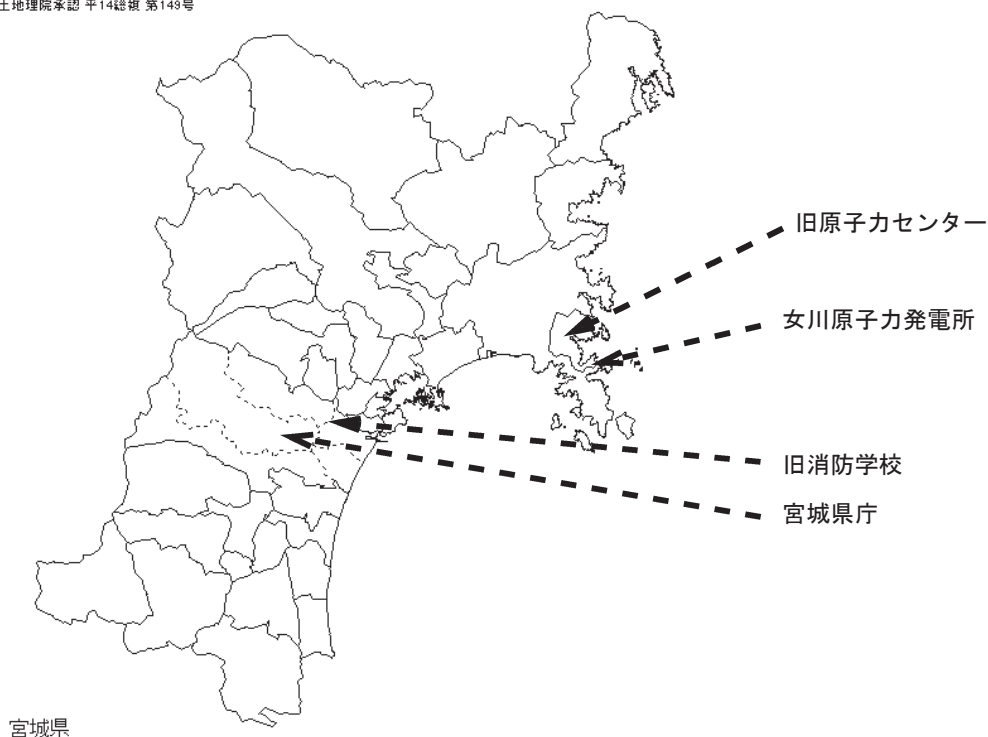 土地理院承認 平14総複 第149号
旧原子力センター
女川原子力発電所
旧消防学校
宮城県庁
宮城県